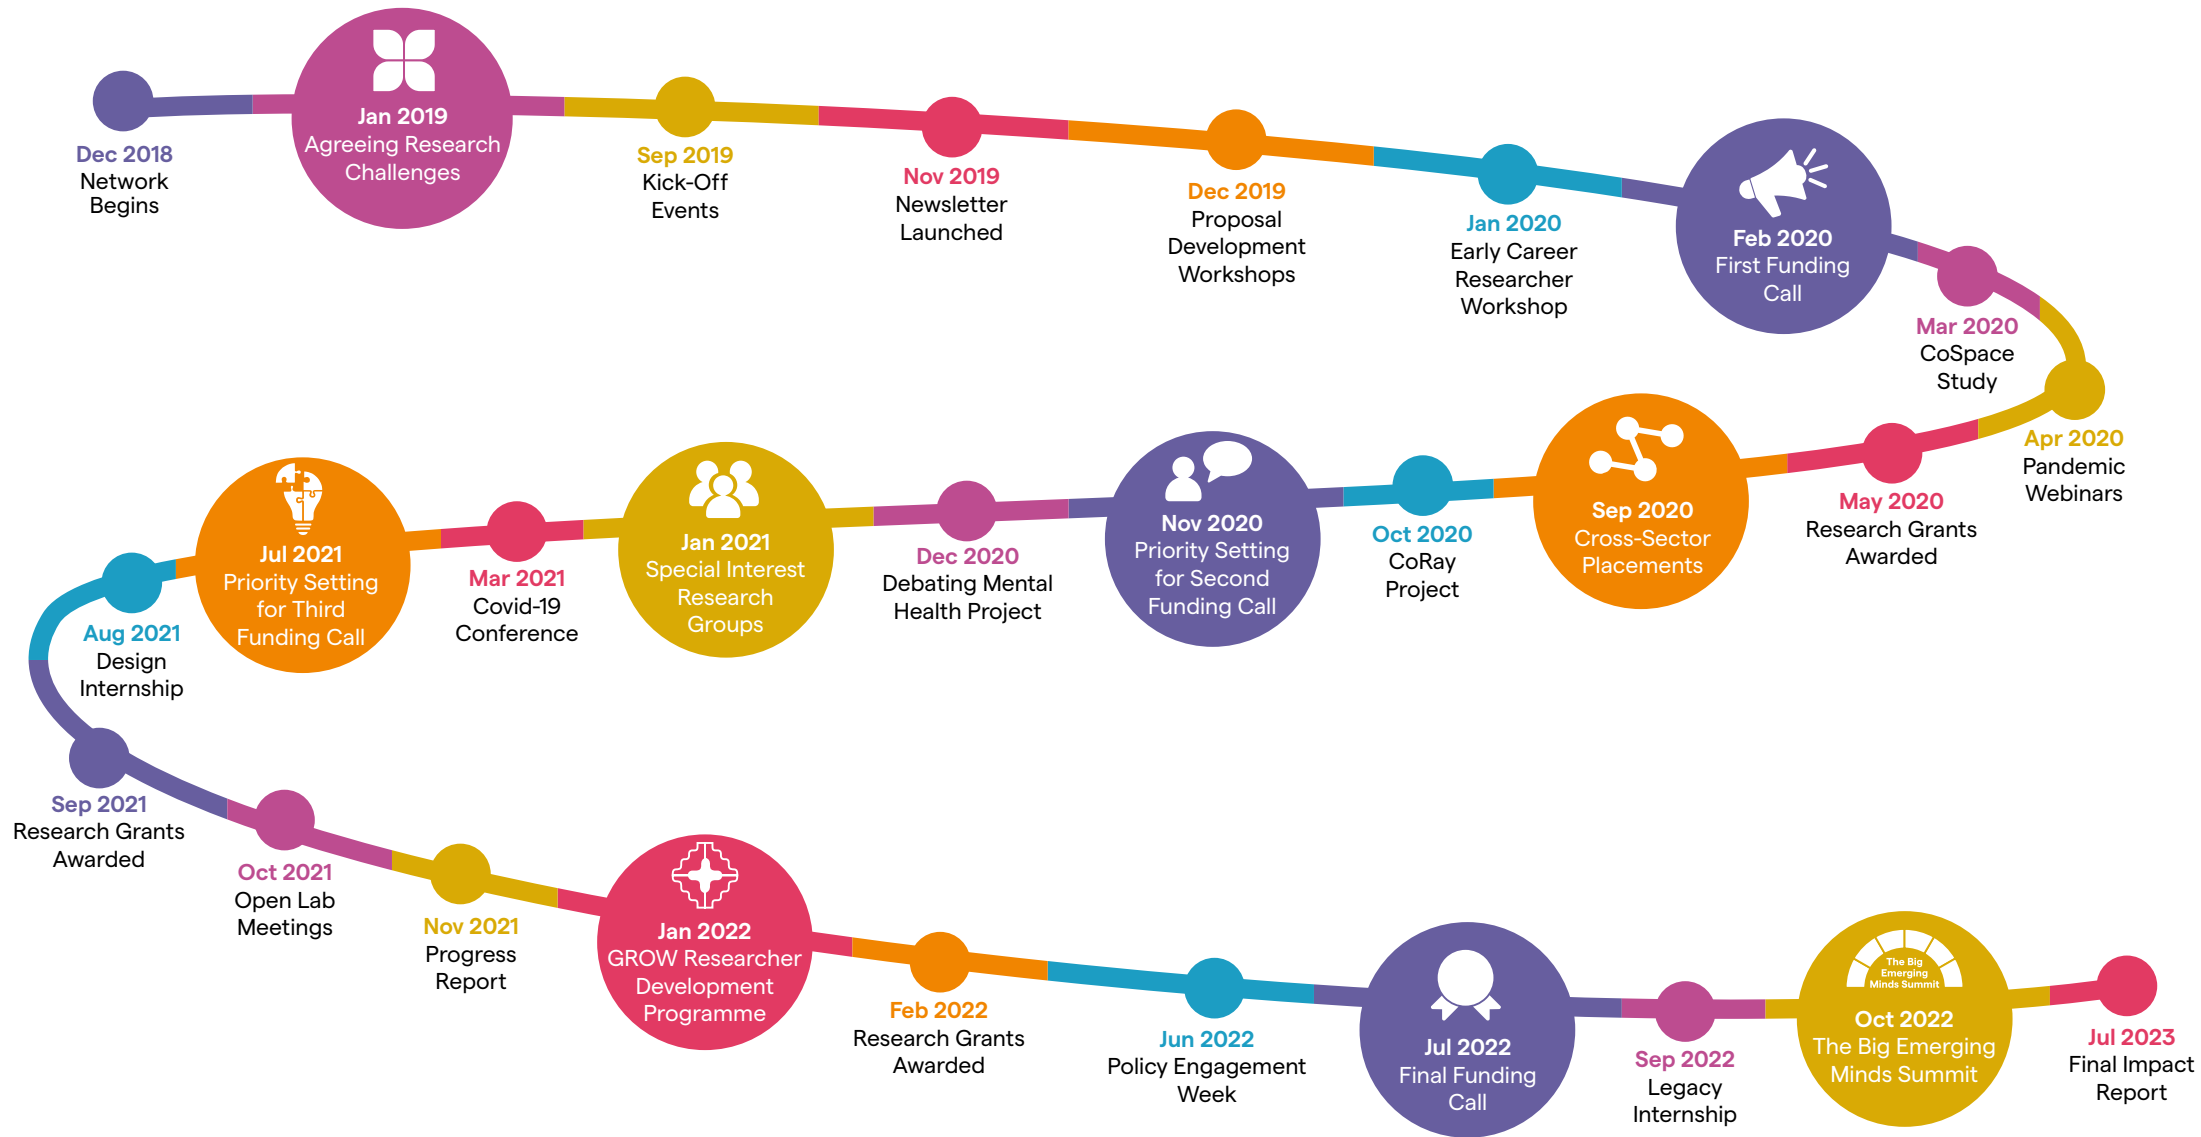 Dec 2018
Network
Begins
Jan 2019
Agreeing Research
Challenges
Sep 2019
Kick-Off
Events
Nov 2019
Newsletter
Launched
Dec 2019
Proposal
Development
Workshops
Jan 2020
Early Career
Researcher
Workshop
Feb 2020
First Funding
Call
Mar 2020
CoSpace
Study
Apr 2020
Pandemic
Webinars
May 2020
Research Grants
Awarded
Sep 2020
Cross-Sector
Placements
Oct 2020
CoRay
Project
Nov 2020
Priority Setting
for Second
Funding Call
Dec 2020
Debating Mental
Health Project
Jan 2021
Special Interest
Research
Groups
Mar 2021
Covid-19
Conference
Jul 2021
Priority Setting
for Third
Funding Call
Aug 2021
Design
Internship
Sep 2021
Research Grants
Awarded
Oct 2021
Open Lab
Meetings
Nov 2021
Progress
Report
Jan 2022
GROW Researcher
Development
Programme
Feb 2022
Research Grants
Awarded
Jun 2022
Policy Engagement
Week
Jul 2022
Final Funding
Call
Sep 2022
Legacy
Internship
The Big
Emerging
Minds Summit
Oct 2022
The Big Emerging
Minds Summit
Jul 2023
Final Impact
Report